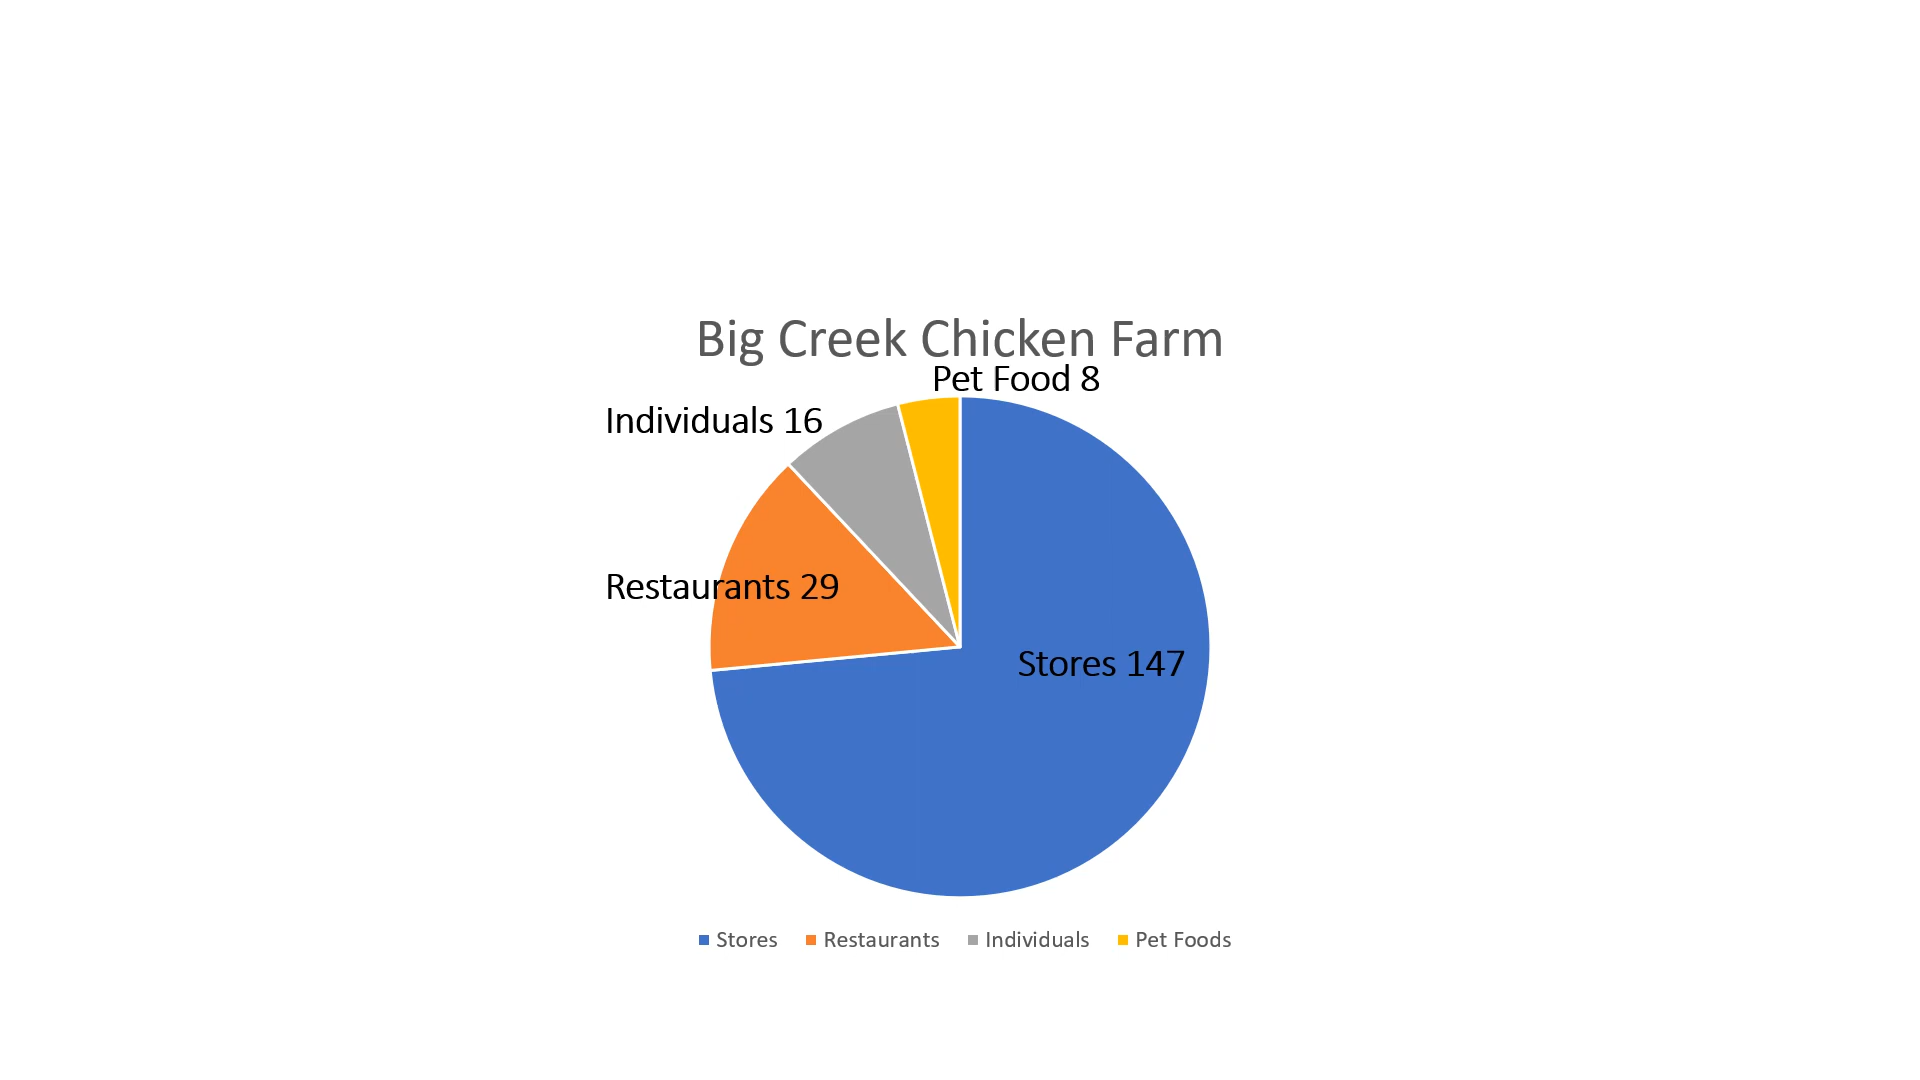 Big Creek Chicken Farm
Pet Food 8
Individuals 16
Restaurants 29
Stores 147
Stores Restaurants Individuals Pet Foods